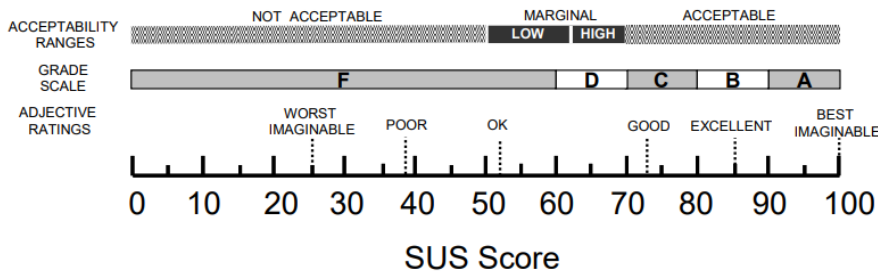 NOT ACCEPTABLE MARGINAL ACCEPTABLE
ACCEPTABILITY
RANGES
LOW HIGH
GRADE
SCALE
F D C B A
ADJECTIVE
RATINGS
WORST
IMAGINABLE
POOR
OK
GOOD
EXCELLENT
BEST
IMAGINABLE
0 10 20 30 40 50 60 70 80 90 100
SUS Score